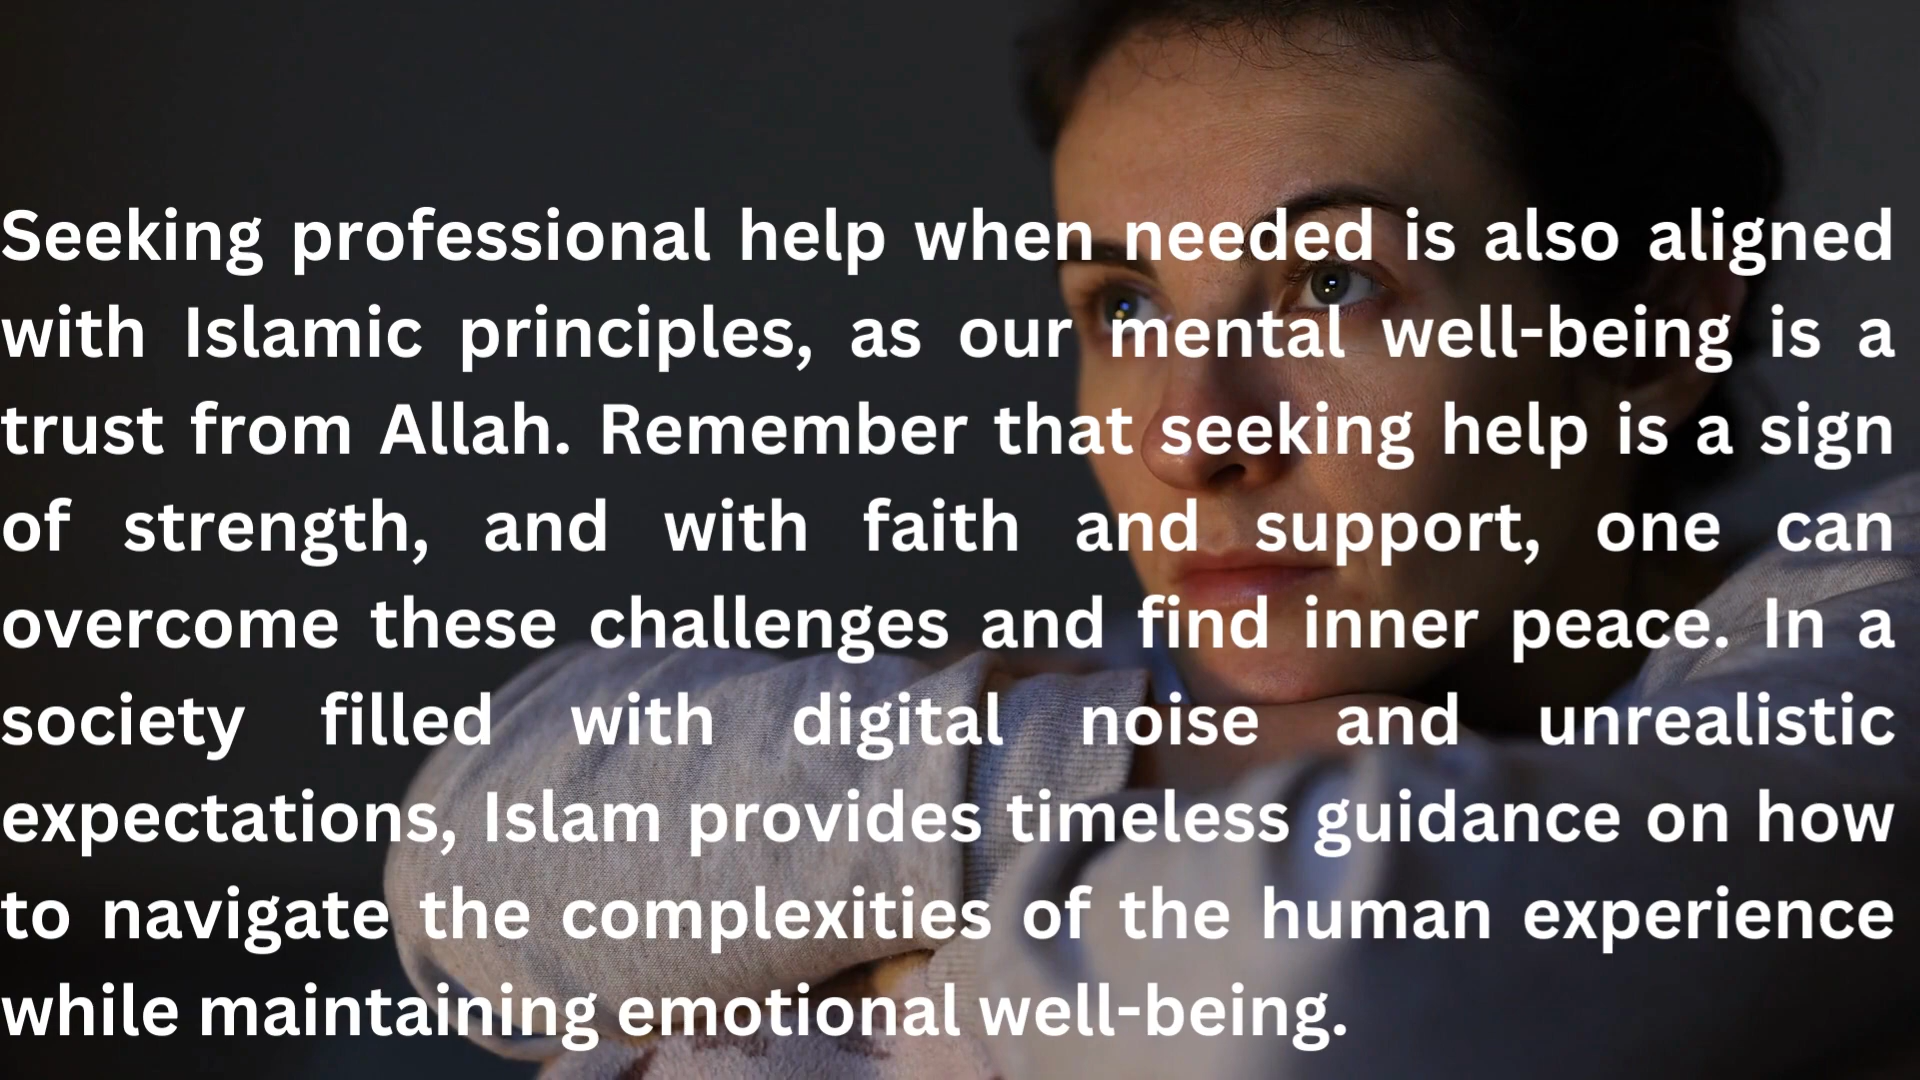 Seeking professional help when needed is also aligned
with Islamic principles, as our mental well-being is a
trust from Allah. Remember that seeking help is a sign
of strength, and with faith and support, one can
overcome these challenges and find inner peace. In a
society filled with digital noise and unrealistic
expectations, Islam provides timeless guidance on how
to navigate the complexities of the human experience
while maintaining emotional well-being.